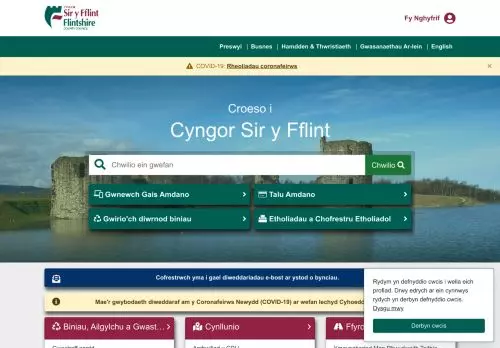 Sir y Fflint
Flintshire
Fy Nghyfrif
Preswyl | Busnes | Hamdden & Thwristiaeth | Gwasanaethau Ar-lein | English
COVID-19: Rheoliadau coronafeirws
×
Croeso i
Cyngor Sir y Fflint
Chwilio ein gwefan
Chwilio
Gwnewch Gais Amdano
Talu Amdano
Gwirio'ch diwrnod biniau
Etholiadau a Chofrestru Etholiadol
Cofrestrwch yma i gael diweddariadau e-bost ar ystod o bynciau.
Mae'r gwybodaeth diweddaraf am y Coronafeirws Newydd (COVID-19) ar wefan Iechyd Cyhoedd
Rydym yn defnyddio cwcis i wella eich
profiad. Drwy edrych ar ein cynnwys
rydych yn derbyn defnyddio cwcis.
Dysgu mwy
Derbyn cwcis
Biniau, Ailgylchu a Gwast...
Cynllunio
Ffyrd